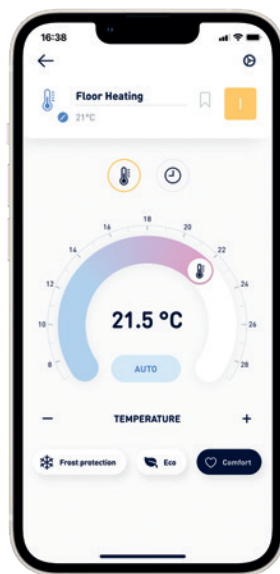 16:38
Floor Heating
21°C
18
16
20
14
22
12
24
10
26
8
28
21.5 °C
AUTO
− TEMPERATURE +
Frost protection Eco Comfort